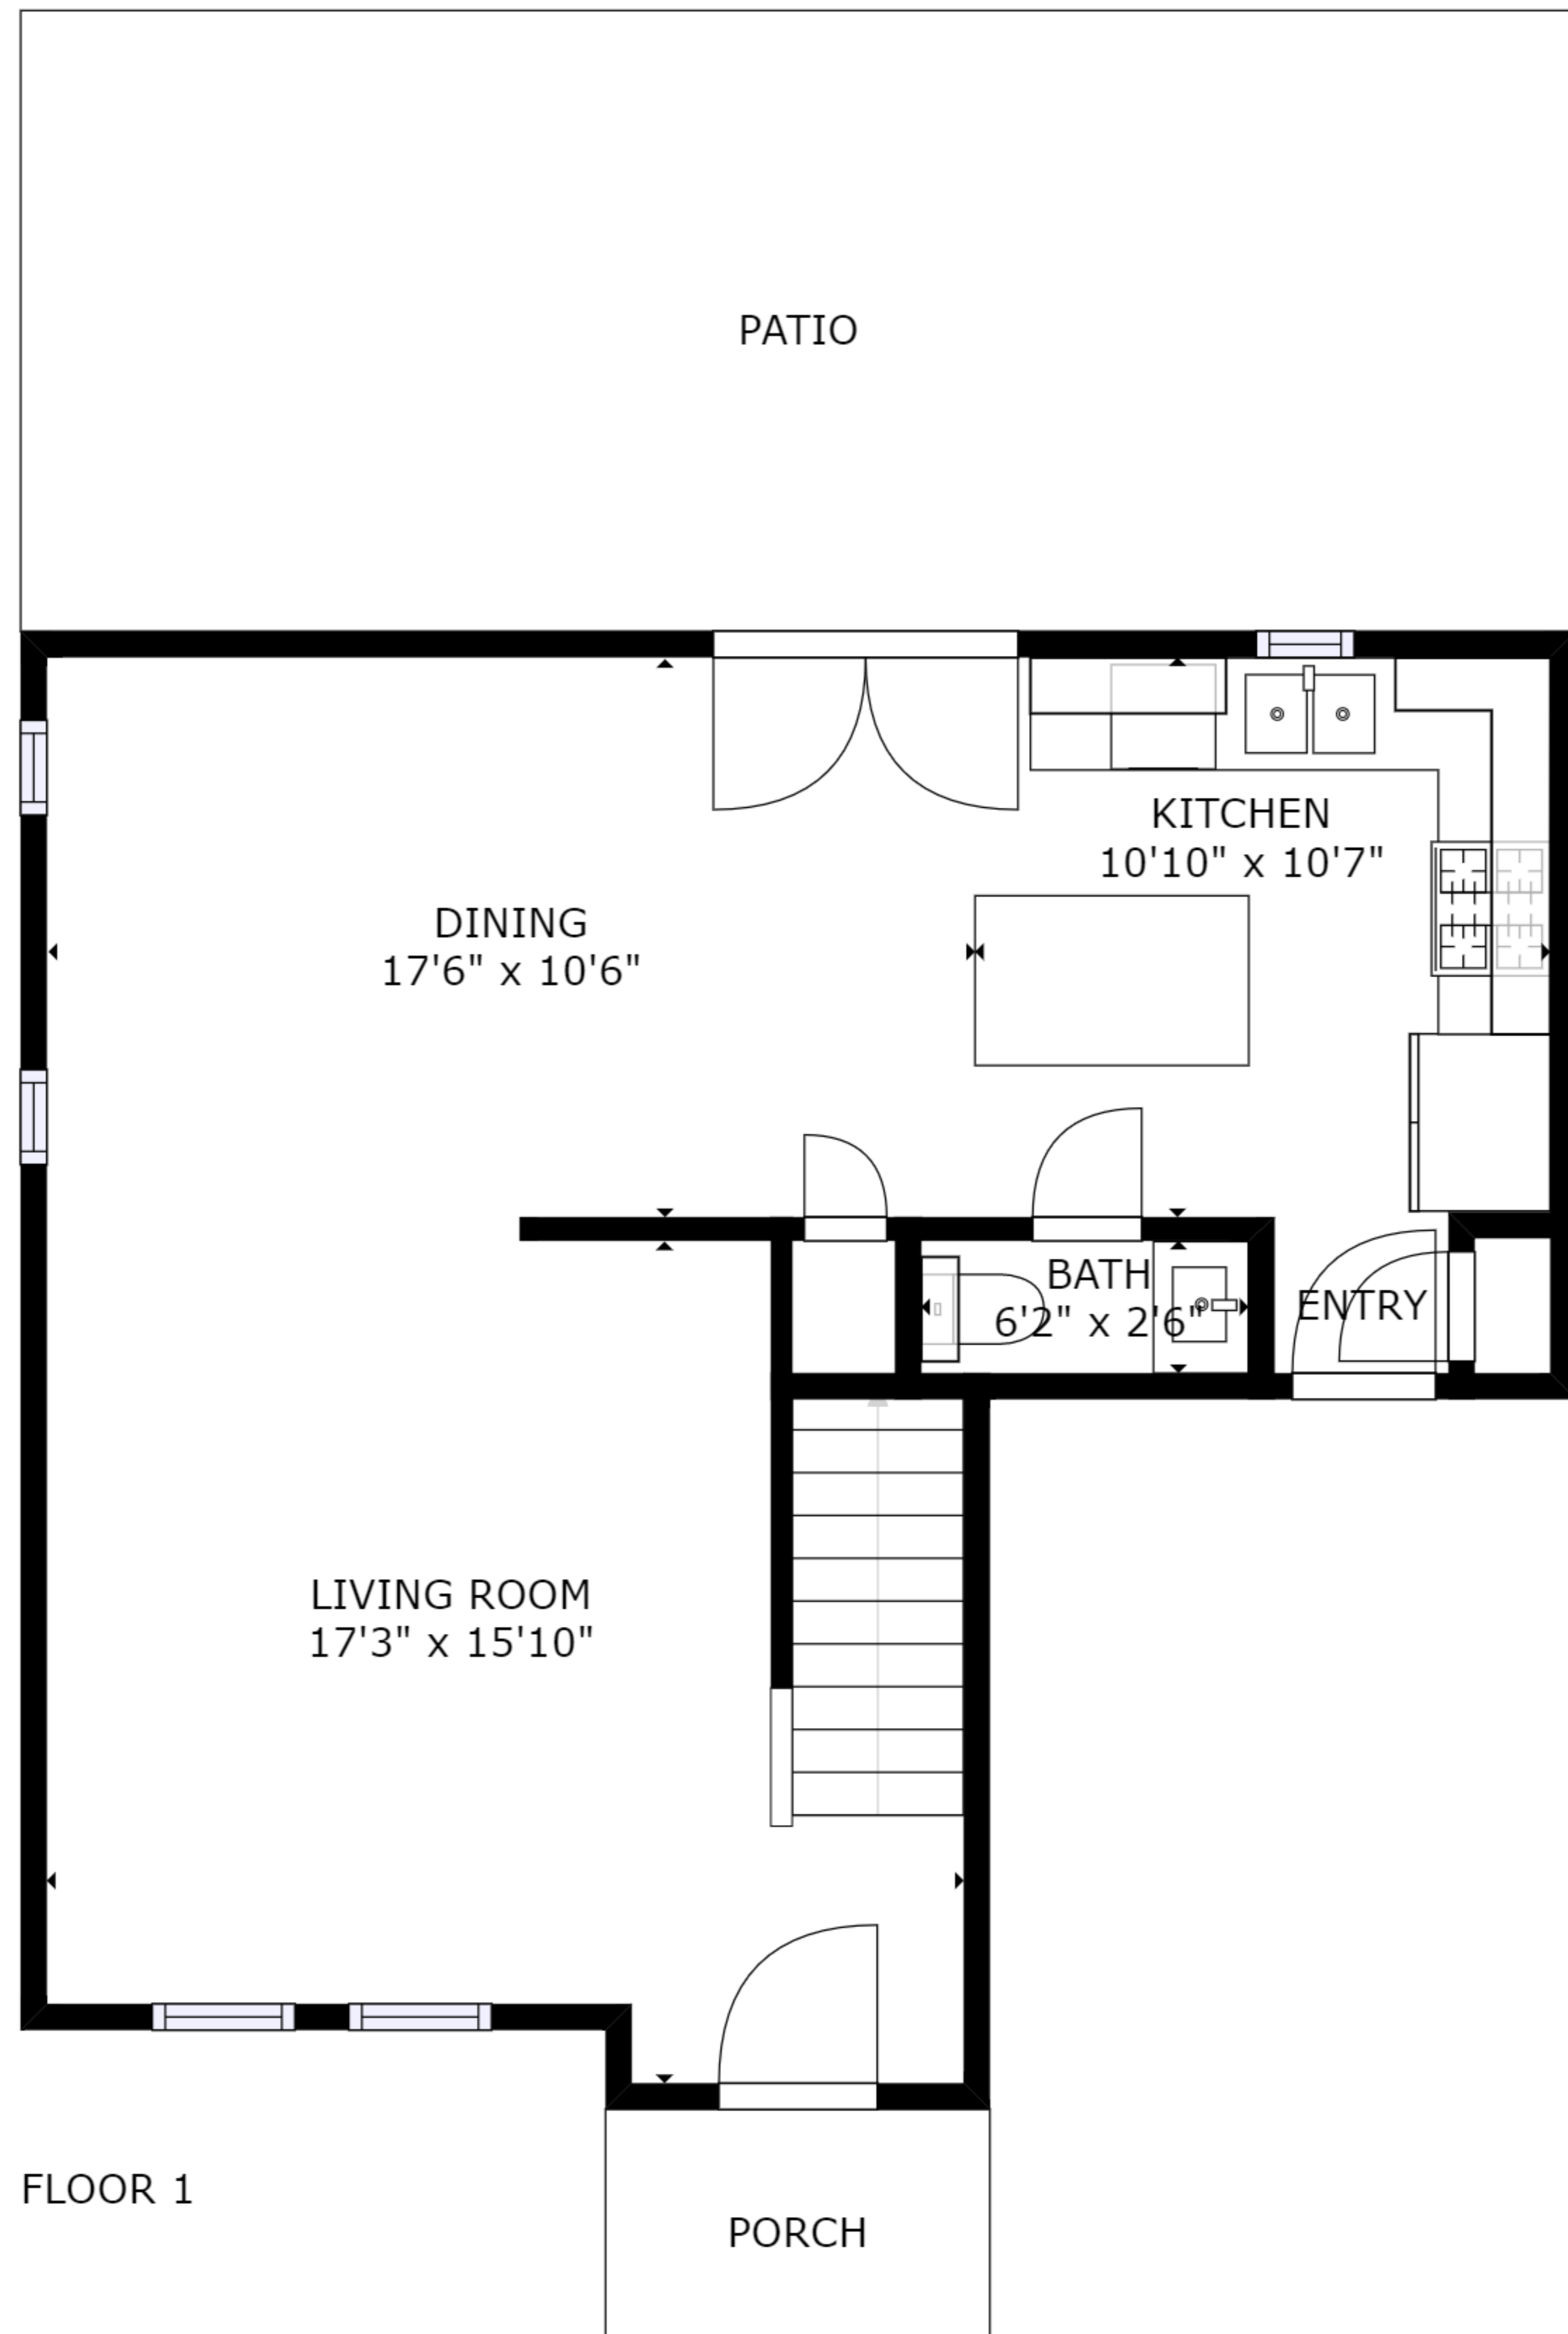 PATIO
KITCHEN
10'10" x 10'7"
DINING
17'6" x 10'6"
BATH
6'2" x 2'6"
ENTRY
LIVING ROOM
17'3" x 15'10"
FLOOR 1
PORCH